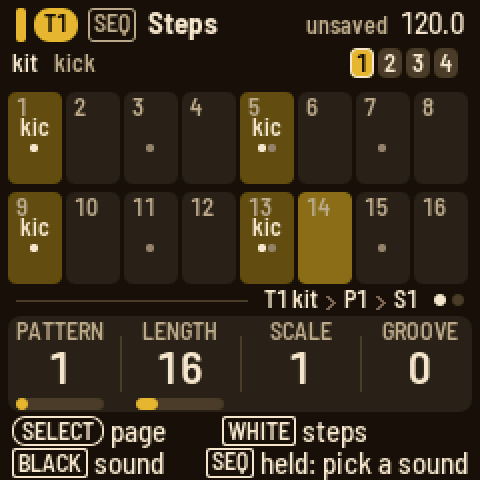 T1 SEQ Steps unsaved 120.0
kit kick 1 2 3 4
1 2 3 4 5 6 7 8
kic kic
9 10 11 12 13 14 15 16
kic kic
T1 kit > P1 > S1
PATTERN LENGTH SCALE GROOVE
1 16 1 0
SELECT page WHITE steps
BLACK sound SEQ held: pick a sound